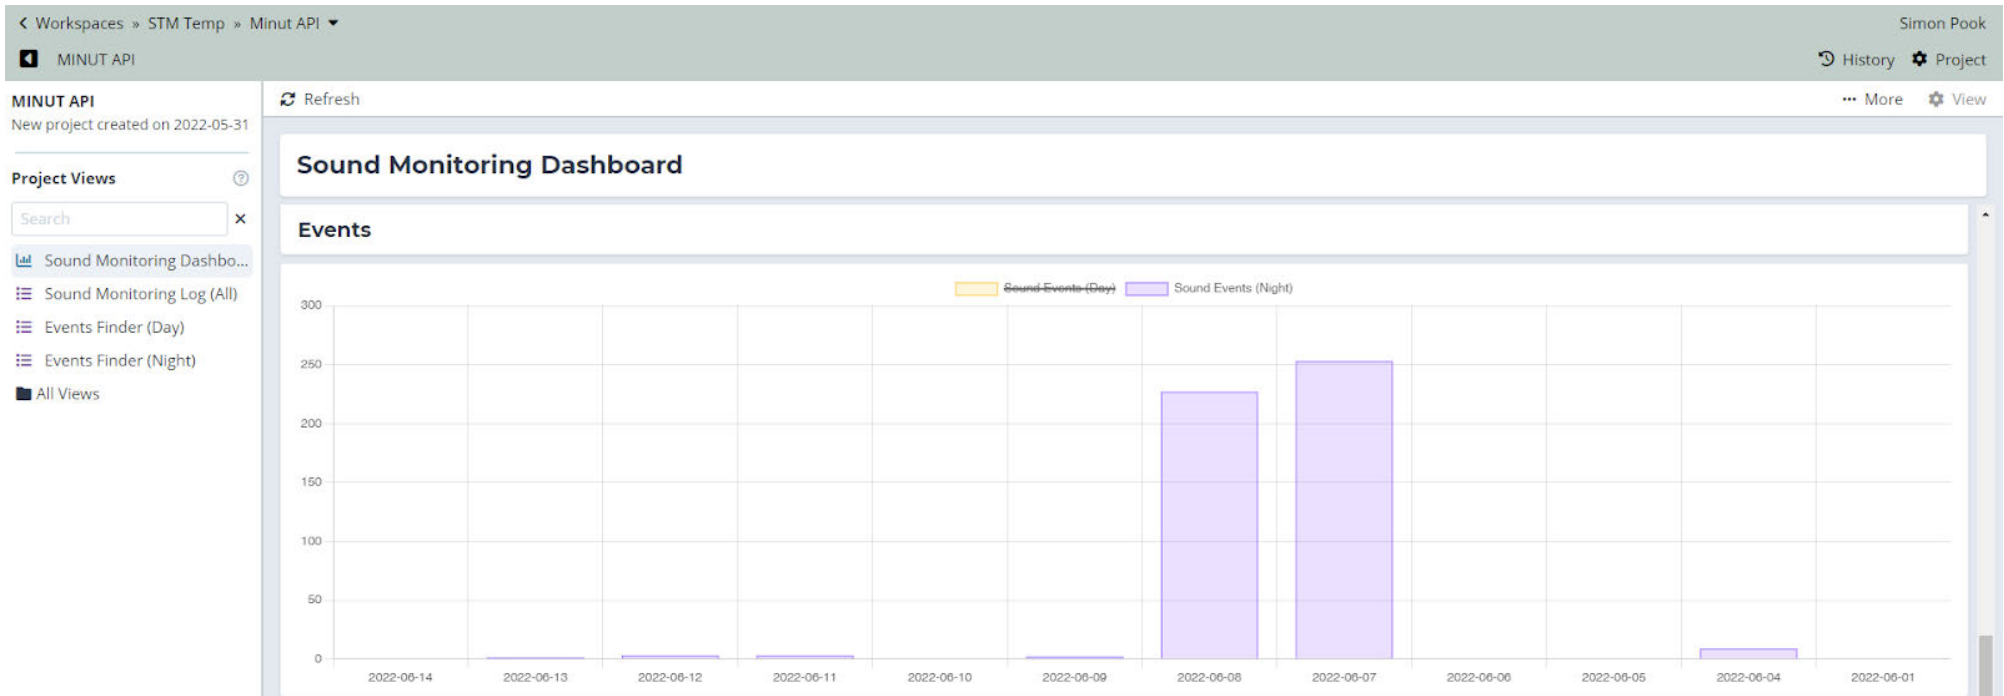 Workspaces » STM Temp » Minut API
Simon Pook
MINUT API
History Project
MINUT API
New project created on 2022-05-31
Project Views
Search
Sound Monitoring Dashbo...
Sound Monitoring Log (All)
Events Finder (Day)
Events Finder (Night)
All Views
Refresh
More View
Sound Monitoring Dashboard
Events
Sound Events (Day) Sound Events (Night)
300
250
200
150
100
50
0
2022-06-14 2022-06-13 2022-06-12 2022-06-11 2022-06-10 2022-06-09 2022-06-08 2022-06-07 2022-06-06 2022-06-05 2022-06-04 2022-06-01